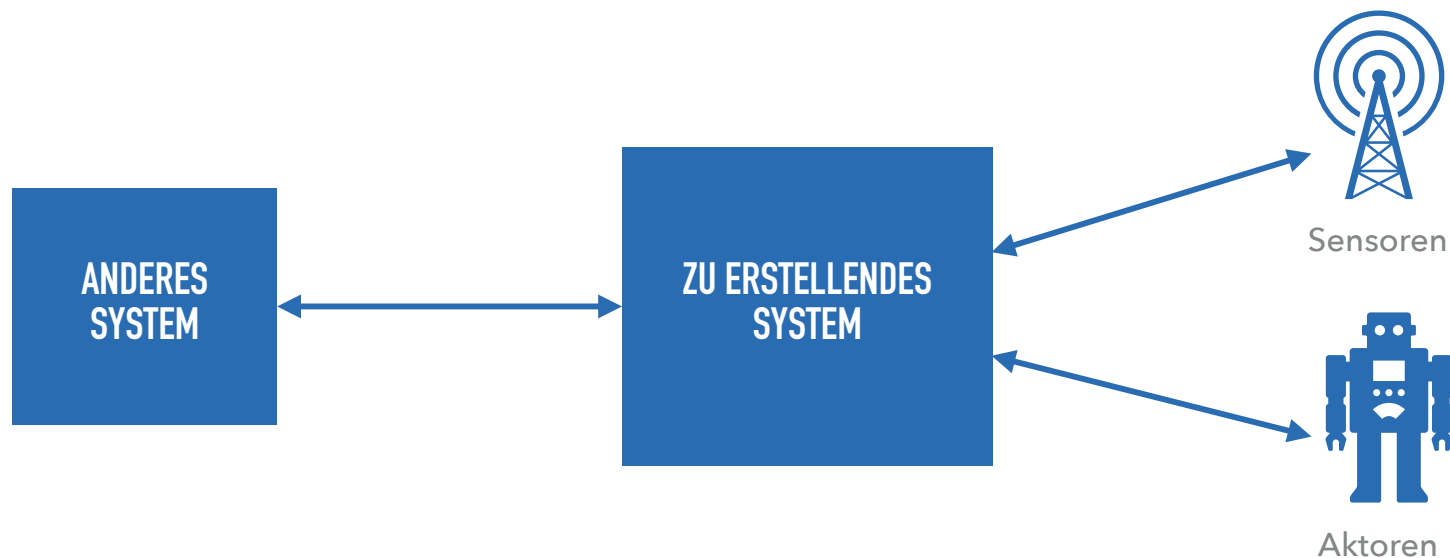 ANDERES
SYSTEM
ZU ERSTELLENDES
SYSTEM
Sensoren
Aktoren